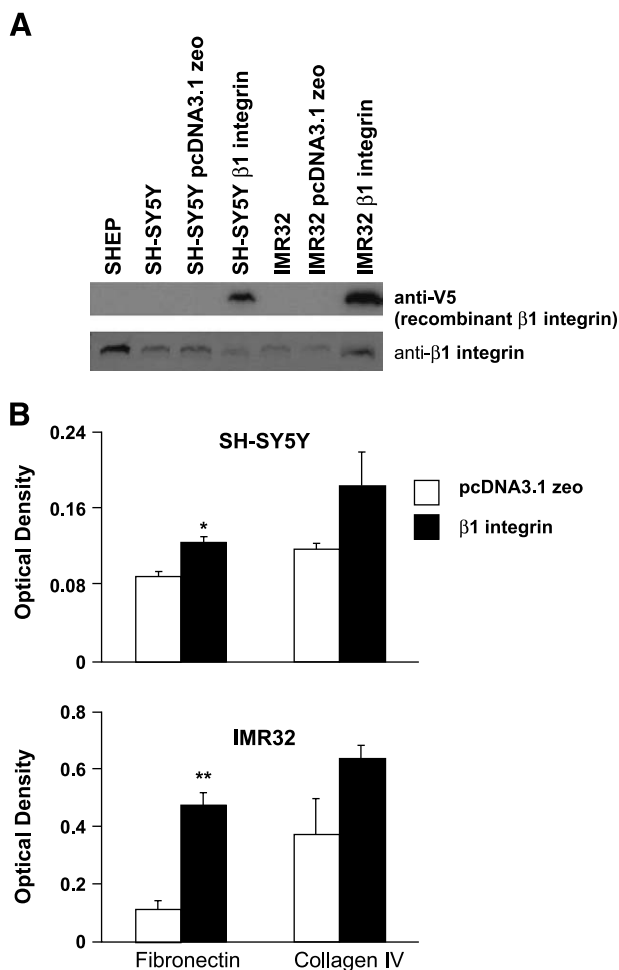 A
SHEP
SH-SY5Y
SH-SY5Y pcDNA3.1 zeo
SH-SY5Y β1 integrin
IMR32
IMR32 pcDNA3.1 zeo
IMR32 β1 integrin
anti-V5
(recombinant β1 integrin)
anti-β1 integrin
B
SH-SY5Y
Optical Density
0.24
0.16
0.08
0
*
pcDNA3.1 zeo
β1 integrin
IMR32
Optical Density
0.8
0.6
0.4
0.2
0
**
Fibronectin
Collagen IV